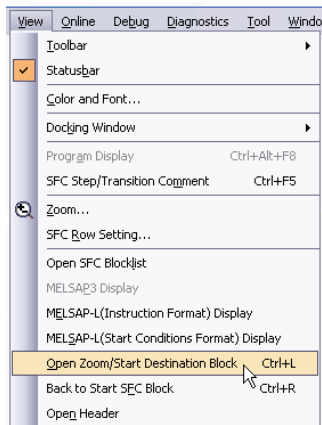 View Online Debug Diagnostics Tool Windo
Toolbar
Statusbar
Color and Font...
Docking Window
Program Display Ctrl+Alt+F8
SFC Step/Transition Comment Ctrl+F5
Zoom...
SFC Row Setting...
Open SFC Blocklist
MELSAP3 Display
MELSAP-L(Instruction Format) Display
MELSAP-L(Start Conditions Format) Display
Open Zoom/Start Destination Block Ctrl+L
Back to Start SFC Block Ctrl+R
Open Header